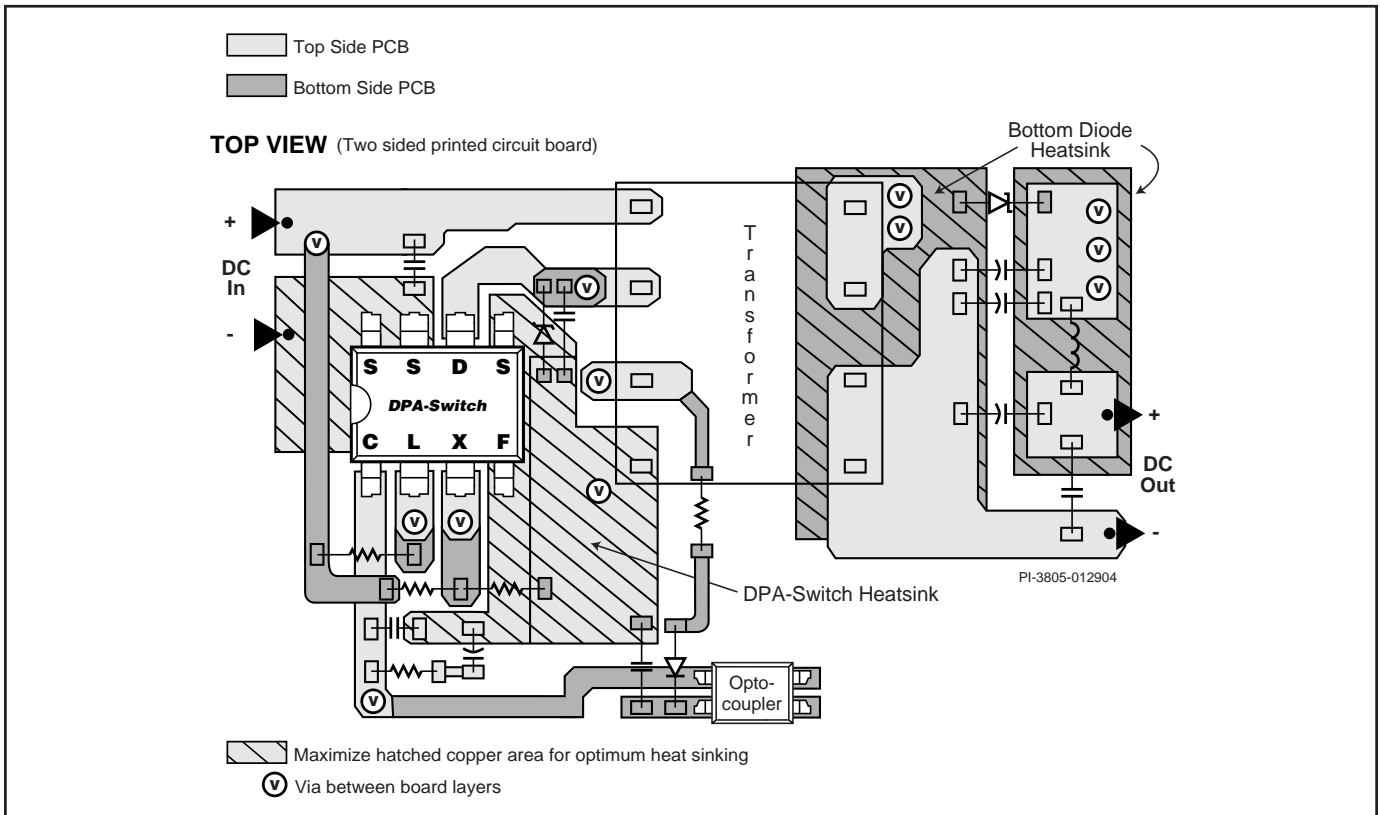 Top Side PCB
Bottom Side PCB
TOP VIEW (Two sided printed circuit board)
Bottom Diode
Heatsink
+
DC
In
-
V
V
V
V
V
V
V
V
V
V
V
V
Transformer
S S D S
DPA-Switch
C L X F
+
DC
Out
-
PI-3805-012904
DPA-Switch Heatsink
Opto-
coupler
Maximize hatched copper area for optimum heat sinking
V Via between board layers